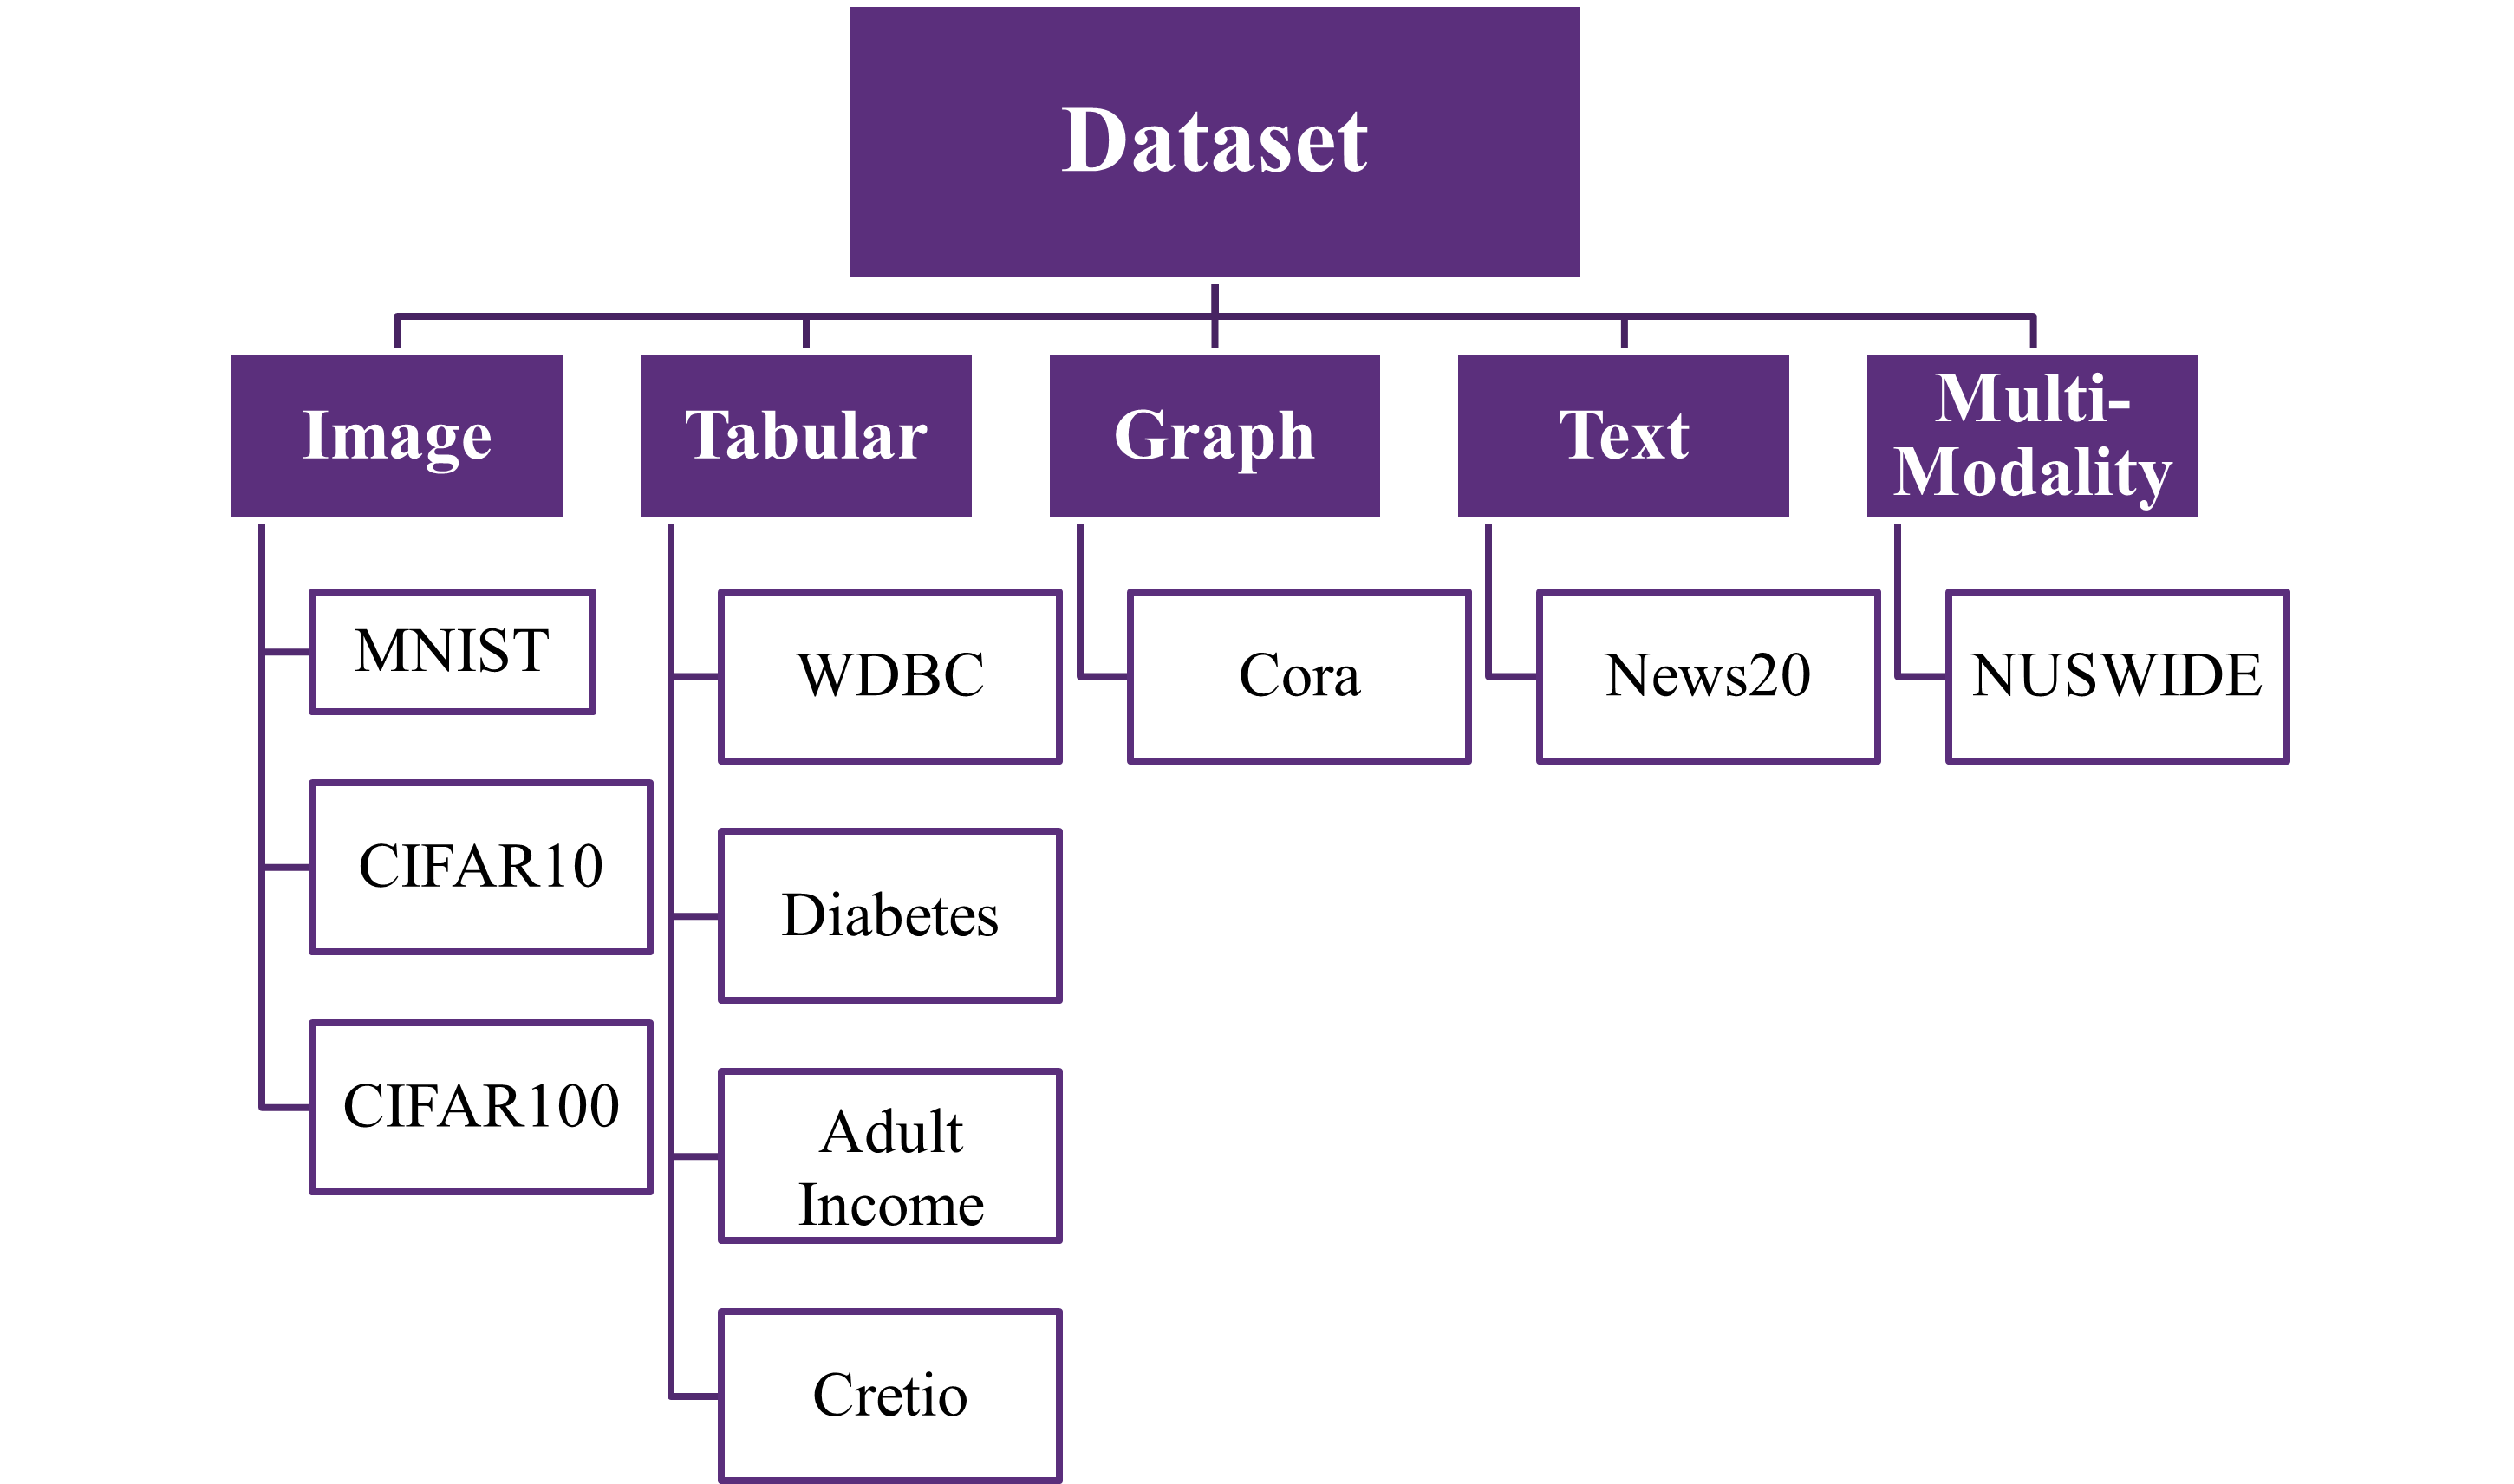 Dataset
Image
Tabular
Graph
Text
Multi-
Modality
MNIST
CIFAR10
CIFAR100
WDBC
Diabetes
Adult
Income
Cretio
Cora
News20
NUSWIDE